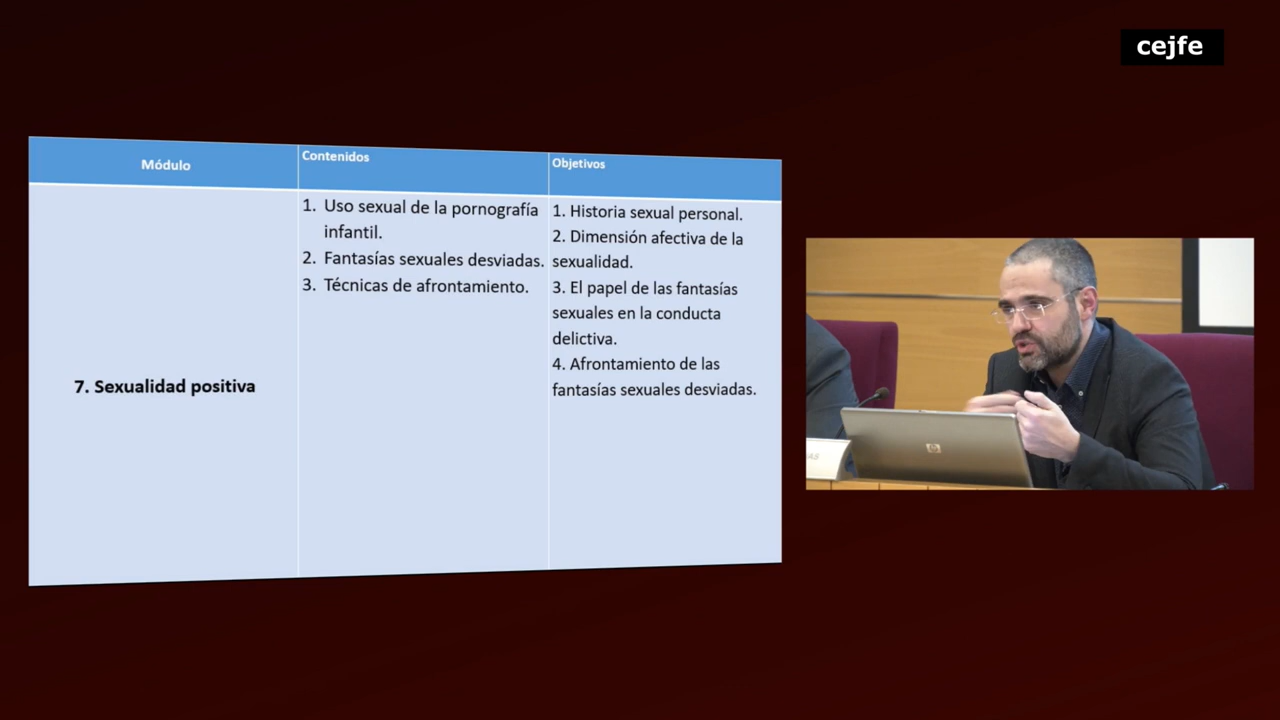 cejfe
Módulo
Contenidos
Objetivos
7. Sexualidad positiva
1. Uso sexual de la pornografía
infantil.
2. Fantasías sexuales desviadas.
3. Técnicas de afrontamiento.
1. Historia sexual personal.
2. Dimensión afectiva de la
sexualidad.
3. El papel de las fantasías
sexuales en la conducta
delictiva.
4. Afrontamiento de las
fantasías sexuales desviadas.
hp